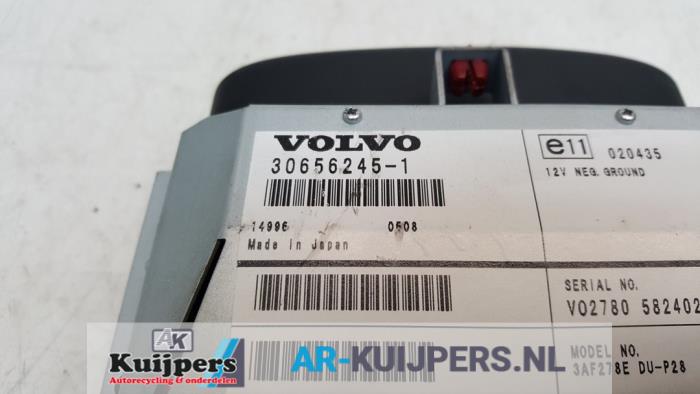 VOLVO
30656245-1
14996 0508
Made in Japan
e11 020435
12V NEG. GROUND
SERIAL NO.
VO2780 582402
MODEL NO.
3AF278E DU-P28
AK
Kuijpers
Autorecycling & onderdelen
AR-KUIJPERS.NL